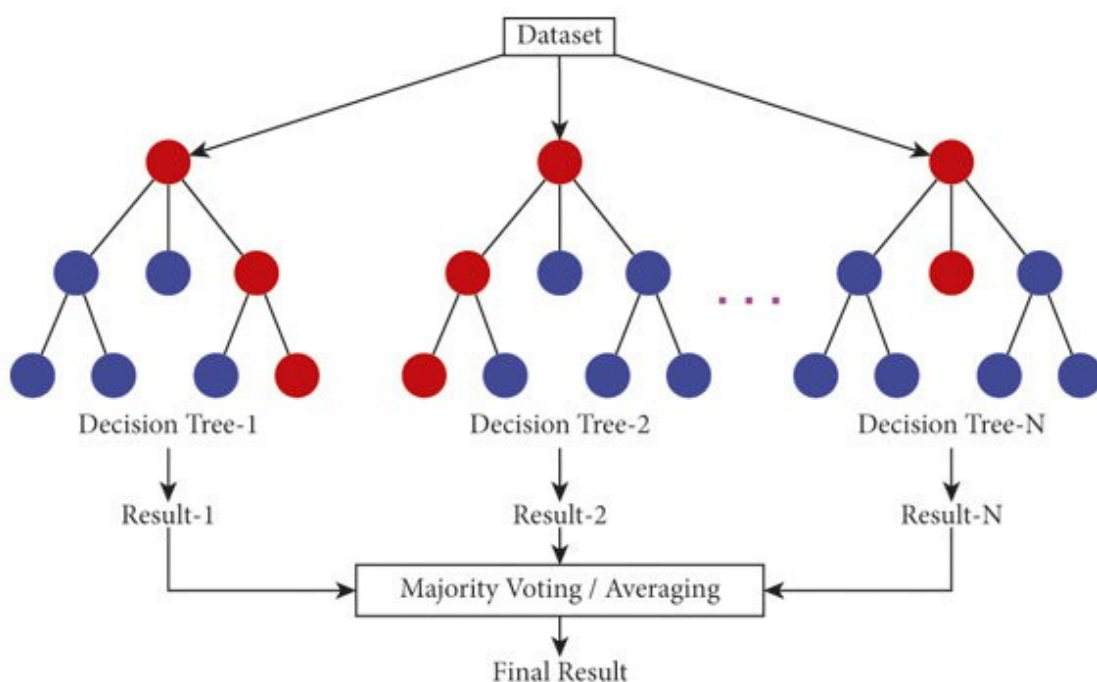 Dataset
Decision Tree-1
Decision Tree-2
Decision Tree-N
Result-1
Result-2
Result-N
Majority Voting / Averaging
Final Result